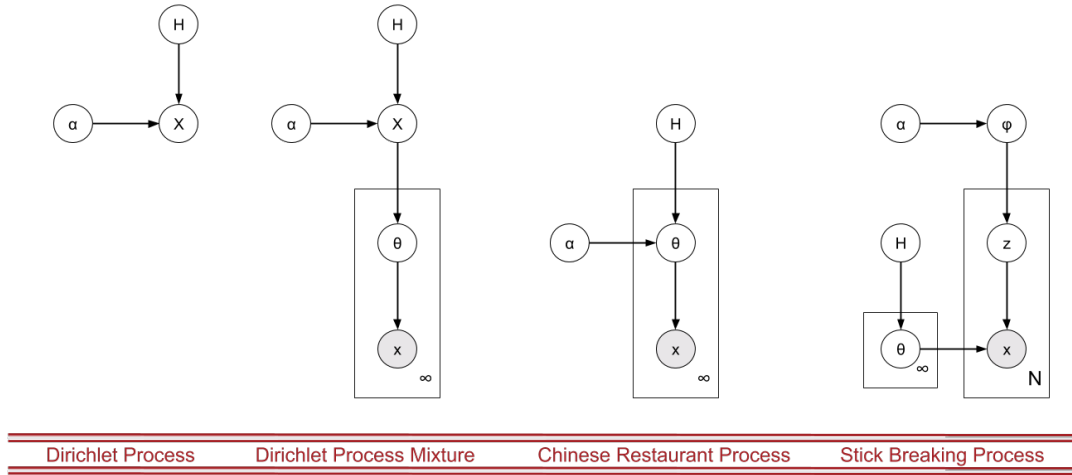 H
α
X
H
α
X
θ
x
∞
H
α
θ
x
∞
α
φ
H
z
θ
∞
x
N
Dirichlet Process
Dirichlet Process Mixture
Chinese Restaurant Process
Stick Breaking Process